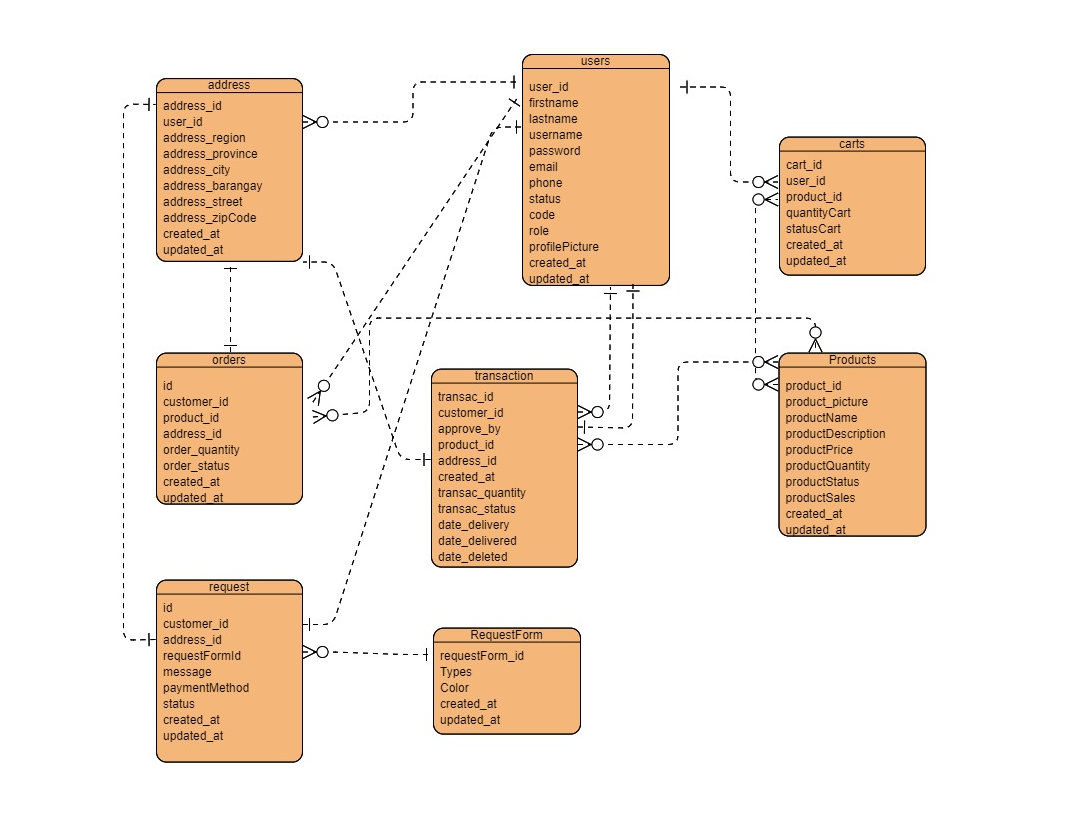 users
user_id
firstname
lastname
username
password
email
phone
status
code
role
profilePicture
created_at
updated_at
address
address_id
user_id
address_region
address_province
address_city
address_barangay
address_street
address_zipCode
created_at
updated_at
carts
cart_id
user_id
product_id
quantityCart
statusCart
created_at
updated_at
orders
id
customer_id
product_id
address_id
order_quantity
order_status
created_at
updated_at
transaction
transac_id
customer_id
approve_by
product_id
address_id
created_at
transac_quantity
transac_status
date_delivery
date_delivered
date_deleted
Products
product_id
product_picture
productName
productDescription
productPrice
productQuantity
productStatus
productSales
created_at
updated_at
request
id
customer_id
address_id
requestFormId
message
paymentMethod
status
created_at
updated_at
RequestForm
requestForm_id
Types
Color
created_at
updated_at